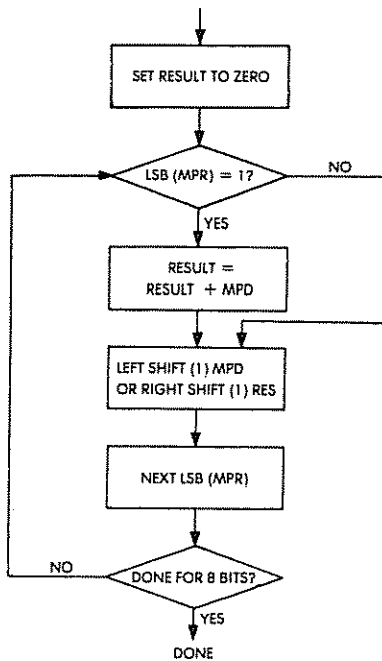 SET RESULT TO ZERO
LSB (MPR) = 1?
NO
YES
RESULT =
RESULT + MPD
LEFT SHIFT (1) MPD
OR RIGHT SHIFT (1) RES
NEXT LSB (MPR)
NO
DONE FOR 8 BITS?
YES
DONE